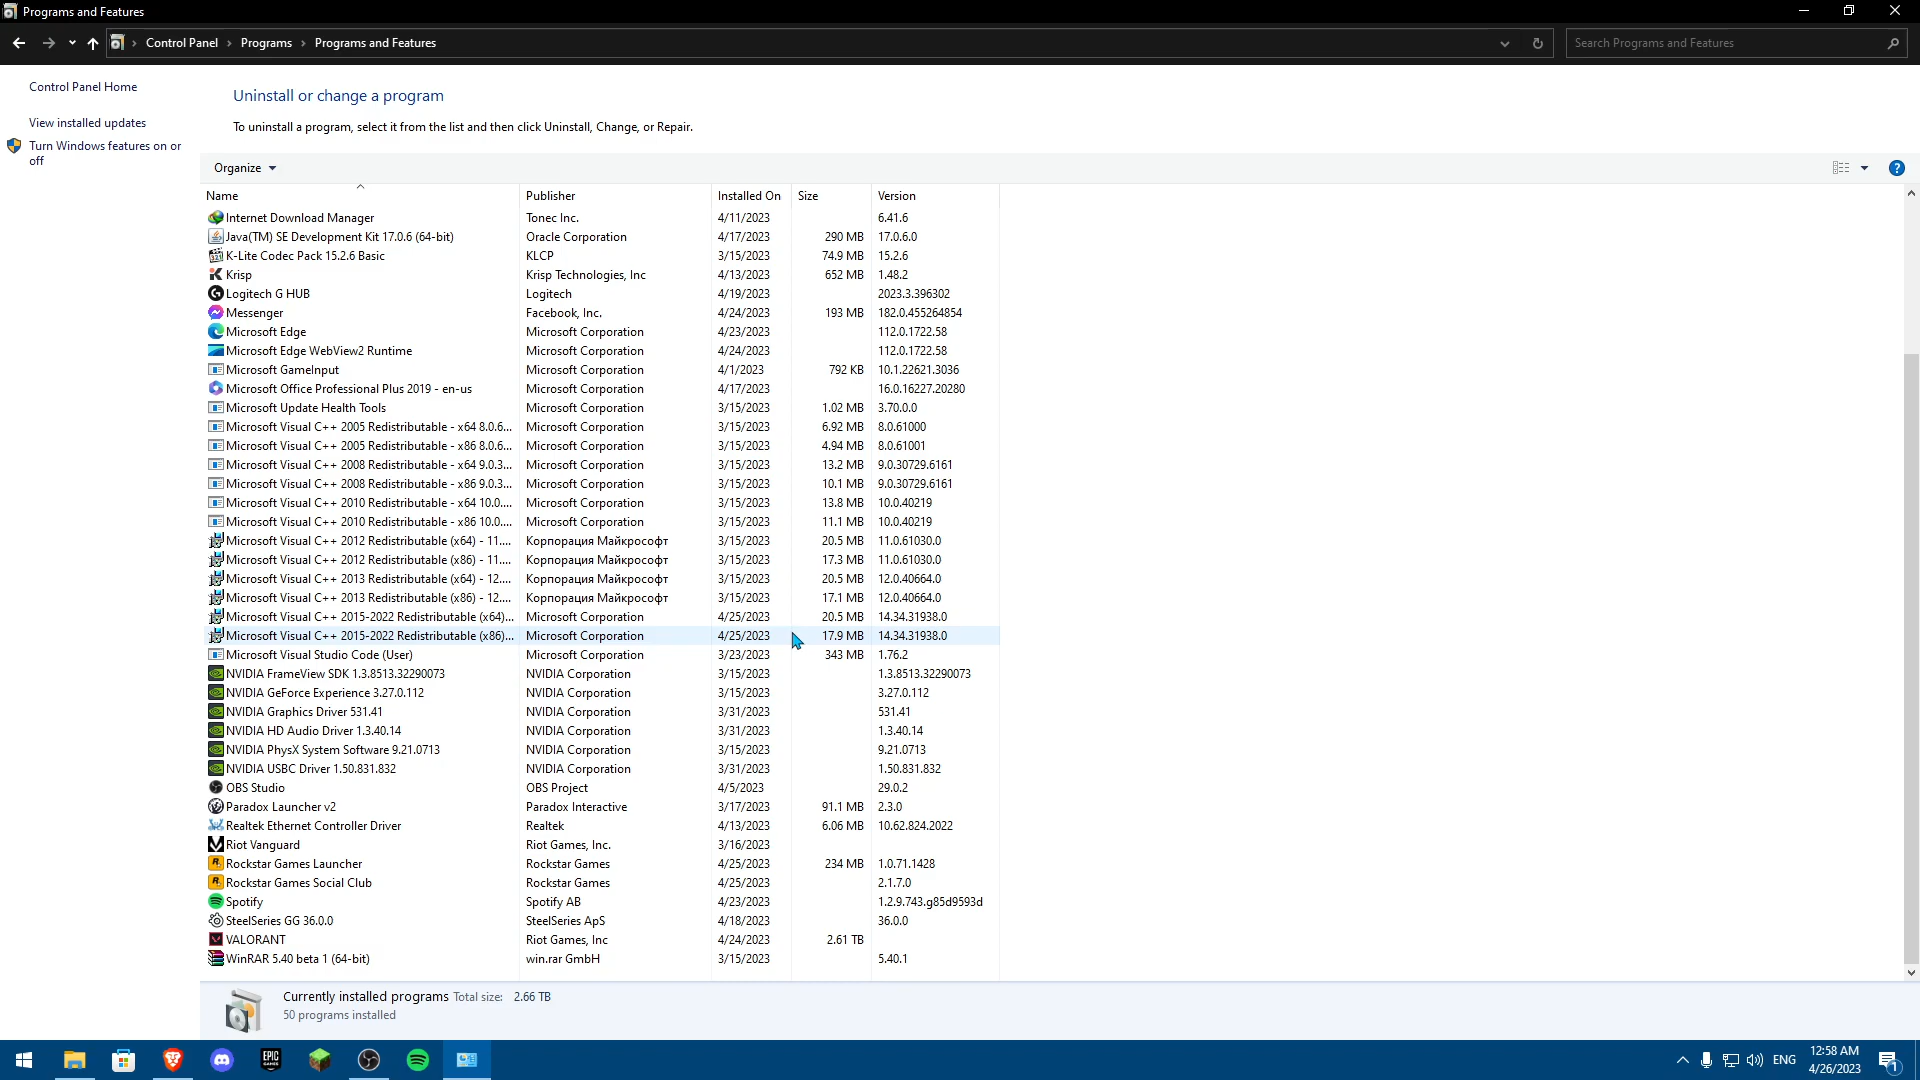 Programs and Features
Control Panel > Programs > Programs and Features
Search Programs and Features
Control Panel Home
View installed updates
Turn Windows features on or
off
Uninstall or change a program
To uninstall a program, select it from the list and then click Uninstall, Change, or Repair.
Organize
Name Publisher Installed On Size Version
Internet Download Manager Tonec Inc. 4/11/2023 6.41.6
Java(TM) SE Development Kit 17.0.6 (64-bit) Oracle Corporation 4/17/2023 290 MB 17.0.6.0
K-Lite Codec Pack 15.2.6 Basic KLCP 3/15/2023 74.9 MB 15.2.6
Krisp Krisp Technologies, Inc 4/13/2023 652 MB 1.48.2
Logitech G HUB Logitech 4/19/2023 2023.3.396302
Messenger Facebook, Inc. 4/24/2023 193 MB 182.0.455264854
Microsoft Edge Microsoft Corporation 4/23/2023 112.0.1722.58
Microsoft Edge WebView2 Runtime Microsoft Corporation 4/24/2023 112.0.1722.58
Microsoft GameInput Microsoft Corporation 4/1/2023 792 KB 10.1.22621.3036
Microsoft Office Professional Plus 2019 - en-us Microsoft Corporation 4/17/2023 16.0.16227.20280
Microsoft Update Health Tools Microsoft Corporation 3/15/2023 1.02 MB 3.70.0.0
Microsoft Visual C++ 2005 Redistributable - x64 8.0.6... Microsoft Corporation 3/15/2023 6.92 MB 8.0.61000
Microsoft Visual C++ 2005 Redistributable - x86 8.0.6... Microsoft Corporation 3/15/2023 4.94 MB 8.0.61001
Microsoft Visual C++ 2008 Redistributable - x64 9.0.3... Microsoft Corporation 3/15/2023 13.2 MB 9.0.30729.6161
Microsoft Visual C++ 2008 Redistributable - x86 9.0.3... Microsoft Corporation 3/15/2023 10.1 MB 9.0.30729.6161
Microsoft Visual C++ 2010 Redistributable - x64 10.0.... Microsoft Corporation 3/15/2023 13.8 MB 10.0.40219
Microsoft Visual C++ 2010 Redistributable - x86 10.0.... Microsoft Corporation 3/15/2023 11.1 MB 10.0.40219
Microsoft Visual C++ 2012 Redistributable (x64) - 11.... Корпорация Майкрософт 3/15/2023 20.5 MB 11.0.61030.0
Microsoft Visual C++ 2012 Redistributable (x86) - 11.... Корпорация Майкрософт 3/15/2023 17.3 MB 11.0.61030.0
Microsoft Visual C++ 2013 Redistributable (x64) - 12.... Корпорация Майкрософт 3/15/2023 20.5 MB 12.0.40664.0
Microsoft Visual C++ 2013 Redistributable (x86) - 12.... Корпорация Майкрософт 3/15/2023 17.1 MB 12.0.40664.0
Microsoft Visual C++ 2015-2022 Redistributable (x64)... Microsoft Corporation 4/25/2023 20.5 MB 14.34.31938.0
Microsoft Visual C++ 2015-2022 Redistributable (x86)... Microsoft Corporation 4/25/2023 17.9 MB 14.34.31938.0
Microsoft Visual Studio Code (User) Microsoft Corporation 3/23/2023 343 MB 1.76.2
NVIDIA FrameView SDK 1.3.8513.32290073 NVIDIA Corporation 3/15/2023 1.3.8513.32290073
NVIDIA GeForce Experience 3.27.0.112 NVIDIA Corporation 3/15/2023 3.27.0.112
NVIDIA Graphics Driver 531.41 NVIDIA Corporation 3/31/2023 531.41
NVIDIA HD Audio Driver 1.3.40.14 NVIDIA Corporation 3/31/2023 1.3.40.14
NVIDIA PhysX System Software 9.21.0713 NVIDIA Corporation 3/15/2023 9.21.0713
NVIDIA USBC Driver 1.50.831.832 NVIDIA Corporation 3/31/2023 1.50.831.832
OBS Studio OBS Project 4/5/2023 29.0.2
Paradox Launcher v2 Paradox Interactive 3/17/2023 91.1 MB 2.3.0
Realtek Ethernet Controller Driver Realtek 4/13/2023 6.06 MB 10.62.824.2022
Riot Vanguard Riot Games, Inc. 3/16/2023
Rockstar Games Launcher Rockstar Games 4/25/2023 234 MB 1.0.71.1428
Rockstar Games Social Club Rockstar Games 4/25/2023 2.1.7.0
Spotify Spotify AB 4/23/2023 1.2.9.743.g85d9593d
SteelSeries GG 36.0.0 SteelSeries ApS 4/18/2023 36.0.0
VALORANT Riot Games, Inc 4/24/2023 2.61 TB
WinRAR 5.40 beta 1 (64-bit) win.rar GmbH 3/15/2023 5.40.1
Currently installed programs Total size: 2.66 TB
50 programs installed
EPIC GAMES
ENG
12:58 AM
4/26/2023
1